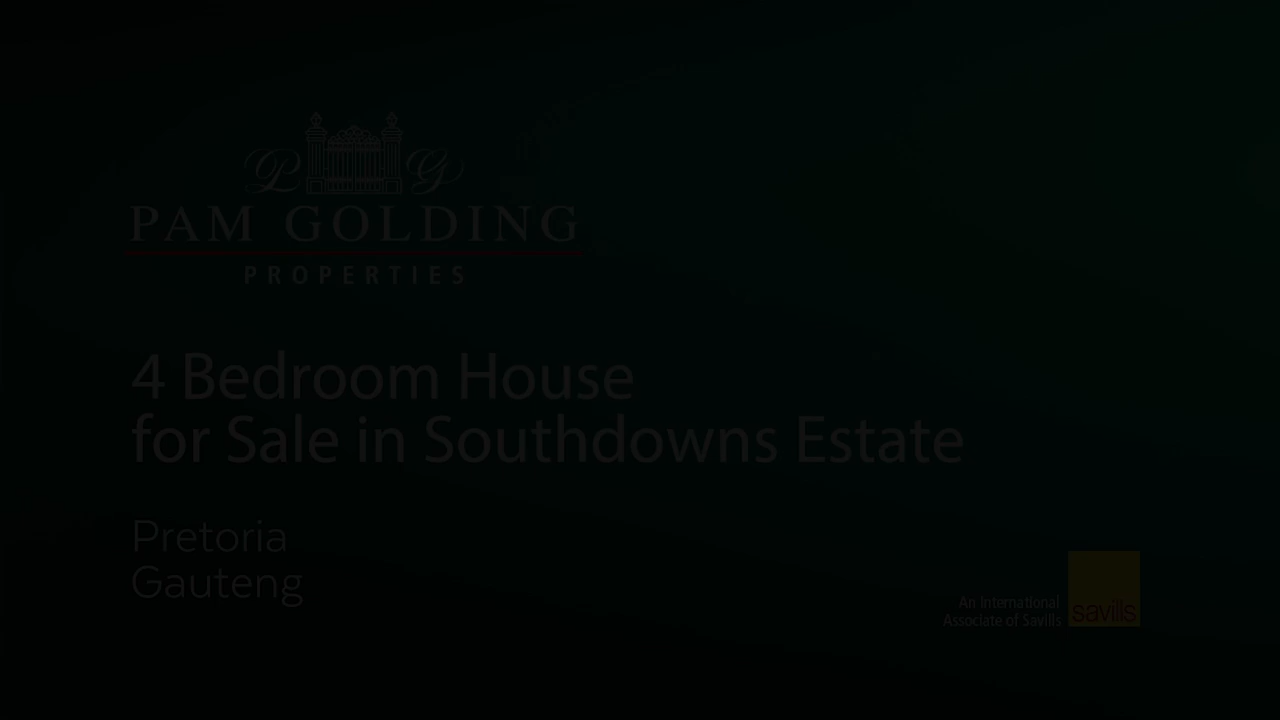 P G
PAM GOLDING
PROPERTIES
4 Bedroom House
for Sale in Southdowns Estate
Pretoria
Gauteng
An International
Associate of Savills
savills